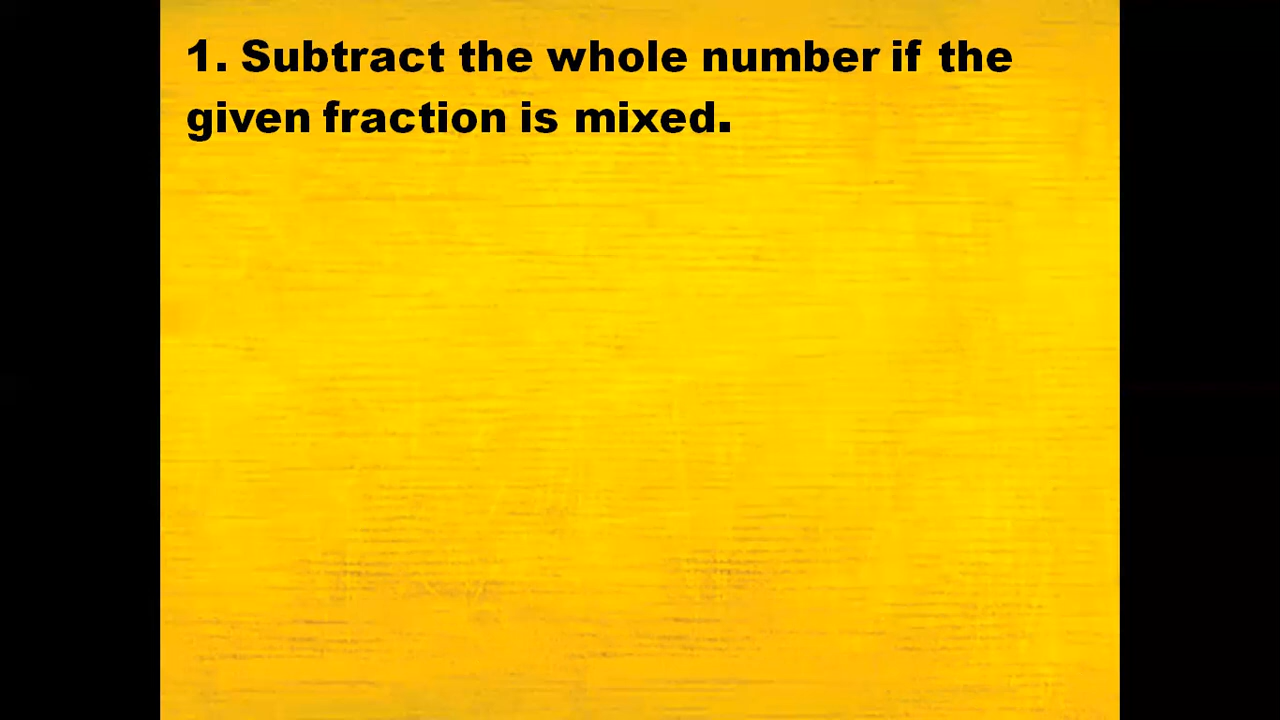 1. Subtract the whole number if the
given fraction is mixed.